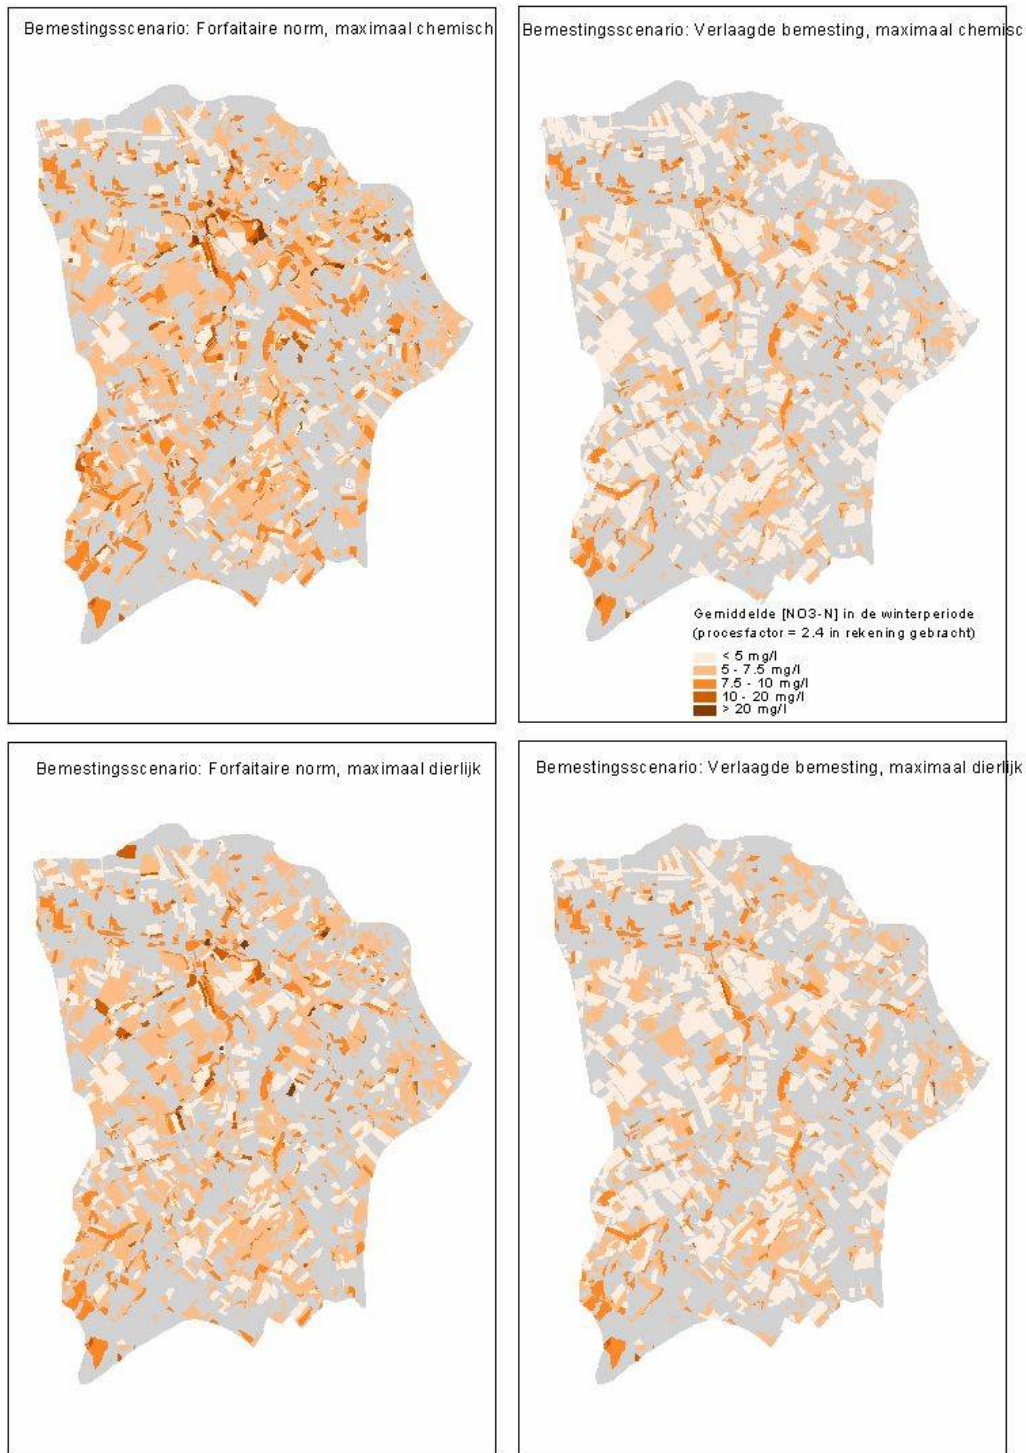 Bemestingsscenario: Forfaitaire norm, maximaal chemisch
Bemestingsscenario: Verlaagde bemesting, maximaal chemisc
Gemiddelde [NO3-N] in de winterperiode
(procesfactor = 2.4 in rekening gebracht)
< 5 mg/l
5 - 7.5 mg/l
7.5 - 10 mg/l
10 - 20 mg/l
> 20 mg/l
Bemestingsscenario: Forfaitaire norm, maximaal dierlijk
Bemestingsscenario: Verlaagde bemesting, maximaal dierlijk